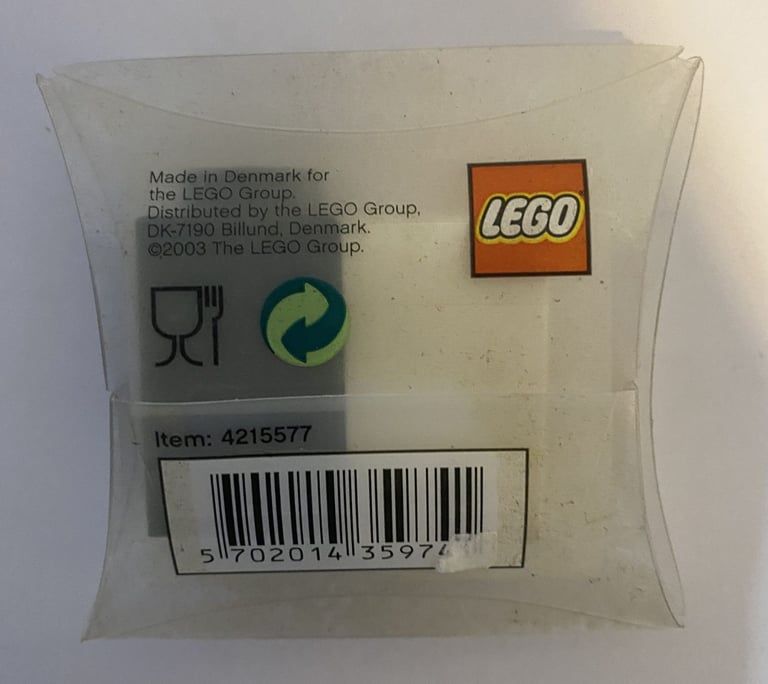 Made in Denmark for
the LEGO Group.
Distributed by the LEGO Group,
DK-7190 Billund, Denmark.
©2003 The LEGO Group.
LEGO
Item: 4215577
5 702014 35974